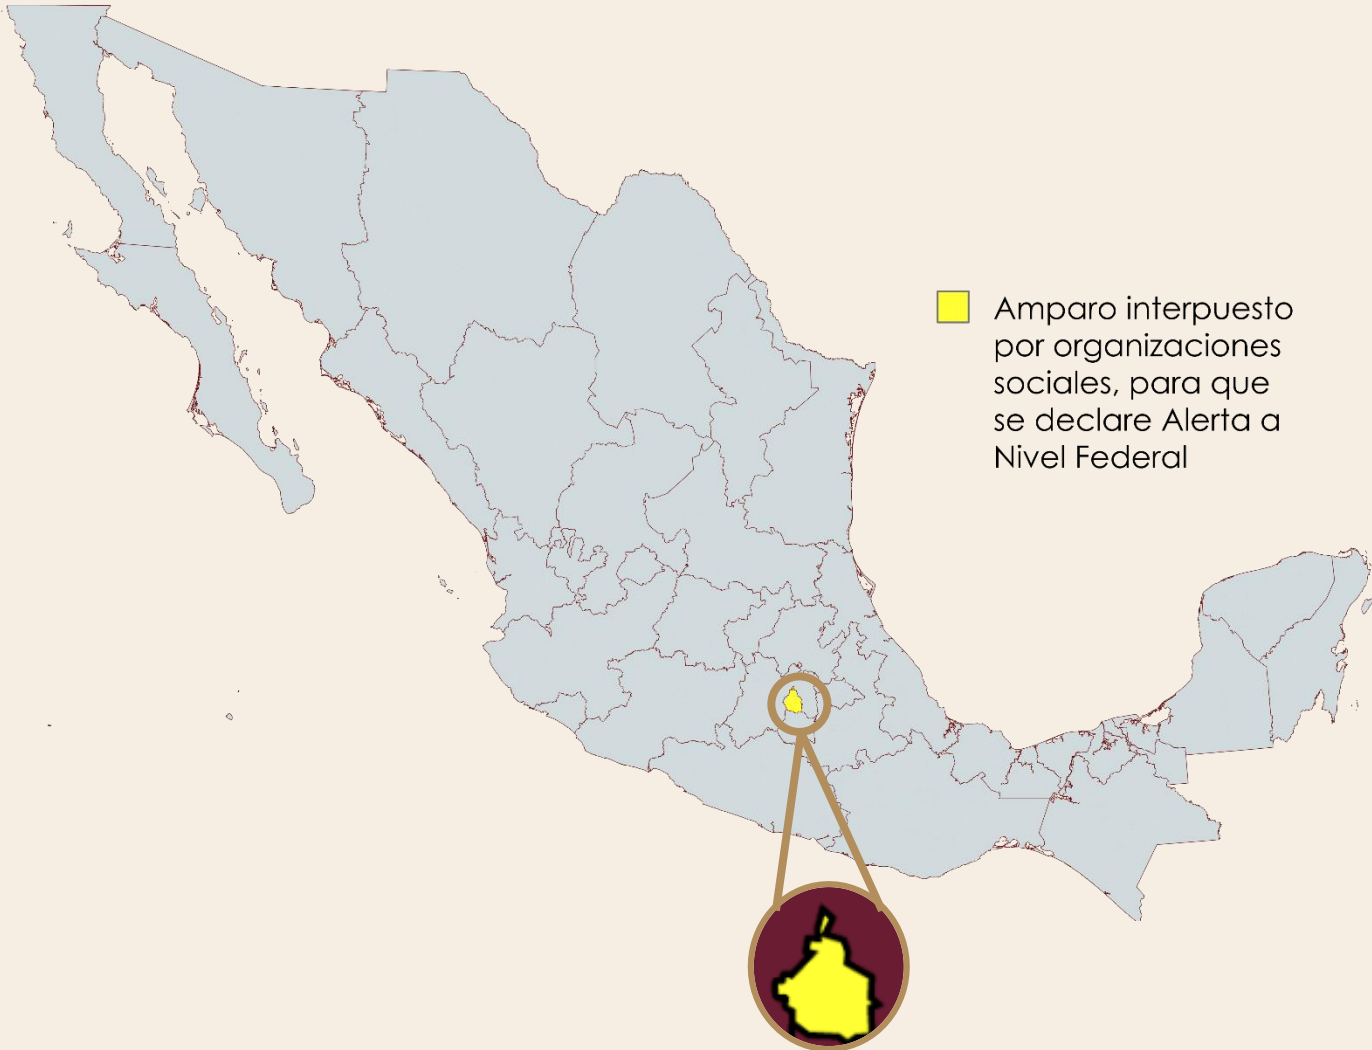 Amparo interpuesto
por organizaciones
sociales, para que
se declare Alerta a
Nivel Federal